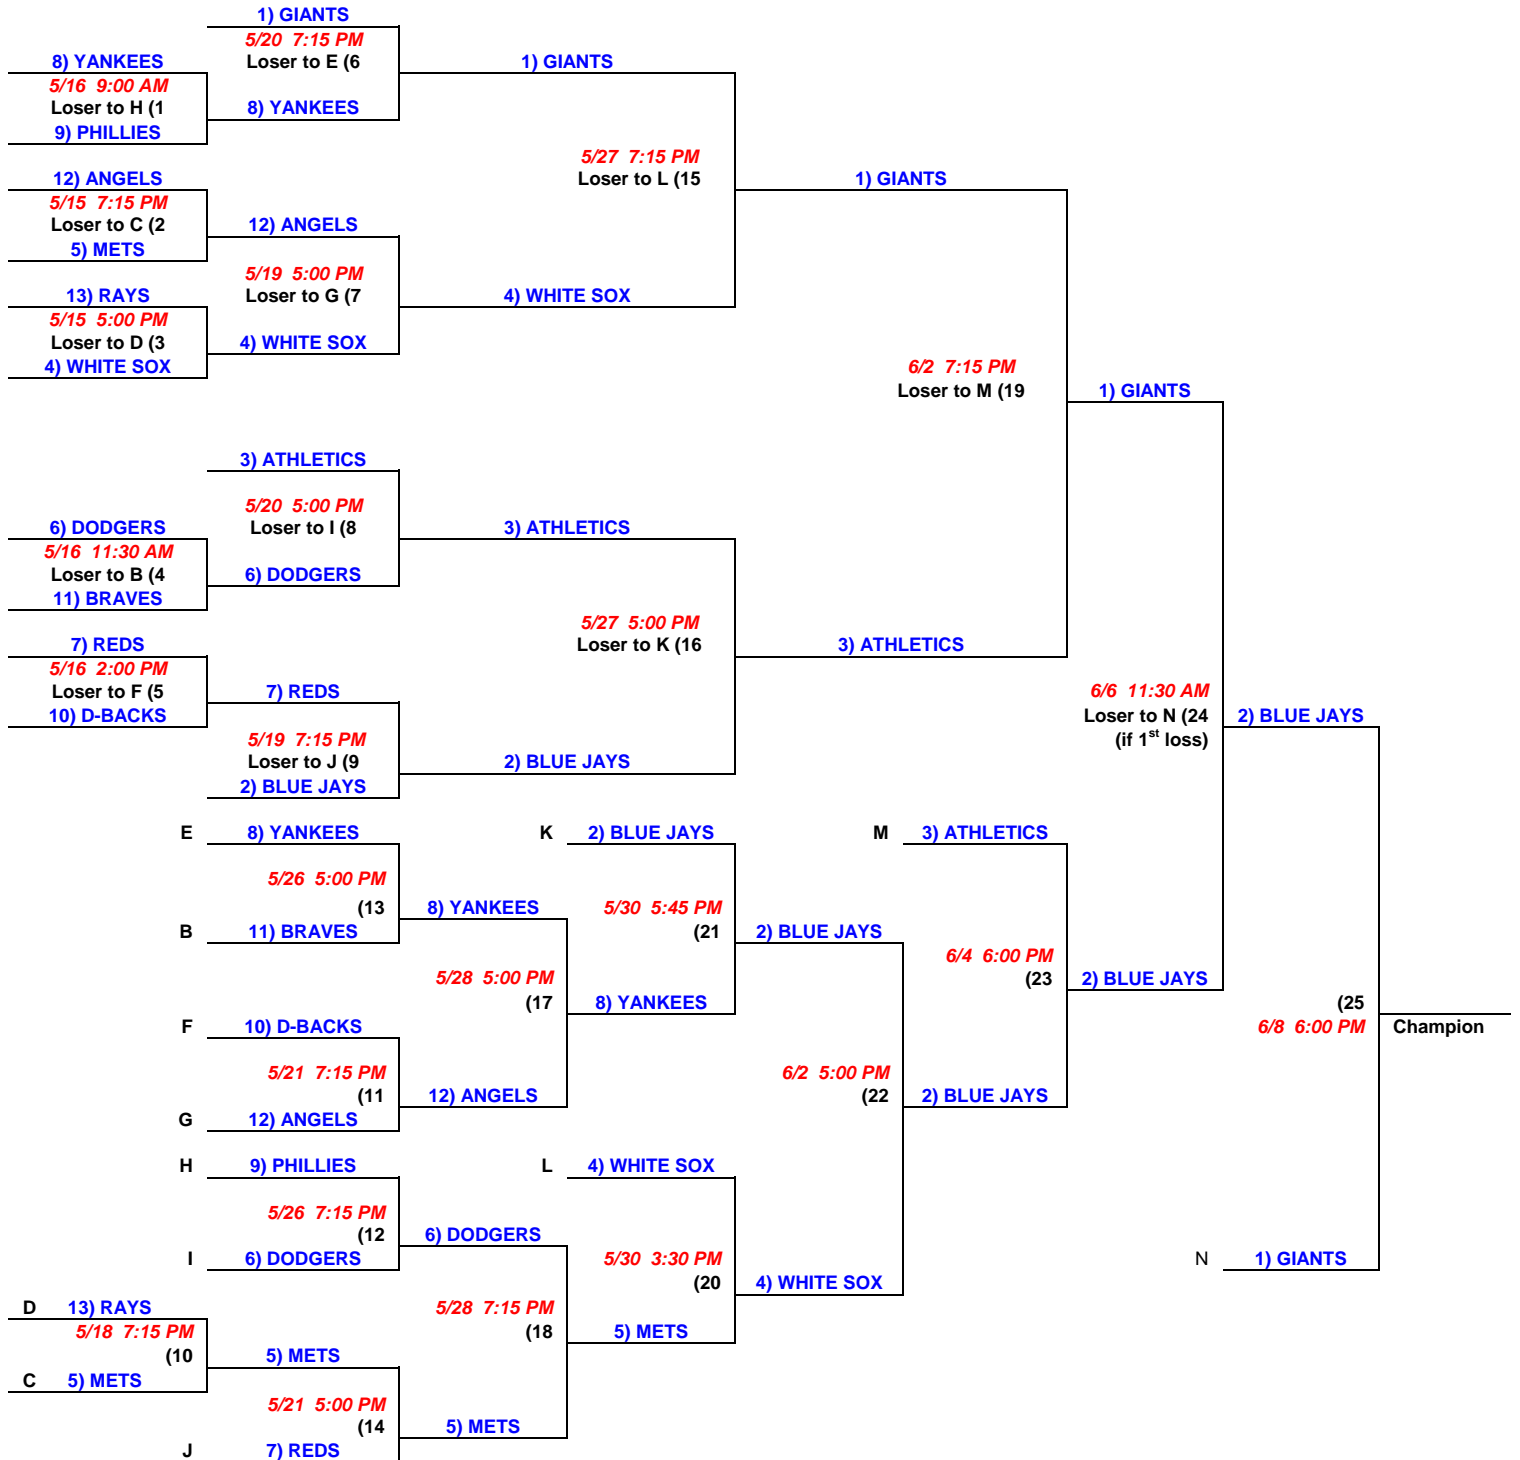 1) GIANTS
5/20 7:15 PM
8) YANKEES
Loser to E (6
1) GIANTS
5/16 9:00 AM
Loser to H (1
8) YANKEES
9) PHILLIES
5/27 7:15 PM
12) ANGELS
Loser to L (15
1) GIANTS
5/15 7:15 PM
Loser to C (2
12) ANGELS
5) METS
5/19 5:00 PM
13) RAYS
Loser to G (7
4) WHITE SOX
5/15 5:00 PM
Loser to D (3
4) WHITE SOX
4) WHITE SOX
6/2 7:15 PM
Loser to M (19
1) GIANTS
3) ATHLETICS
5/20 5:00 PM
6) DODGERS
Loser to I (8
3) ATHLETICS
5/16 11:30 AM
Loser to B (4
6) DODGERS
11) BRAVES
5/27 5:00 PM
7) REDS
Loser to K (16
3) ATHLETICS
5/16 2:00 PM
Loser to F (5
7) REDS
6/6 11:30 AM
10) D-BACKS
Loser to N (24
2) BLUE JAYS
5/19 7:15 PM
(if 1st loss)
Loser to J (9
2) BLUE JAYS
2) BLUE JAYS
E 8) YANKEES
K 2) BLUE JAYS
M 3) ATHLETICS
5/26 5:00 PM
(13
8) YANKEES
5/30 5:45 PM
B 11) BRAVES
(21
2) BLUE JAYS
6/4 6:00 PM
5/28 5:00 PM
(23
2) BLUE JAYS
(17
8) YANKEES
(25
F 10) D-BACKS
6/8 6:00 PM
Champion
5/21 7:15 PM
6/2 5:00 PM
(11
12) ANGELS
(22
2) BLUE JAYS
G 12) ANGELS
H 9) PHILLIES
L 4) WHITE SOX
5/26 7:15 PM
(12
6) DODGERS
I 6) DODGERS
5/30 3:30 PM
N 1) GIANTS
(20
4) WHITE SOX
D 13) RAYS
5/28 7:15 PM
5/18 7:15 PM
(18
5) METS
(10
5) METS
C 5) METS
5/21 5:00 PM
(14
5) METS
J 7) REDS